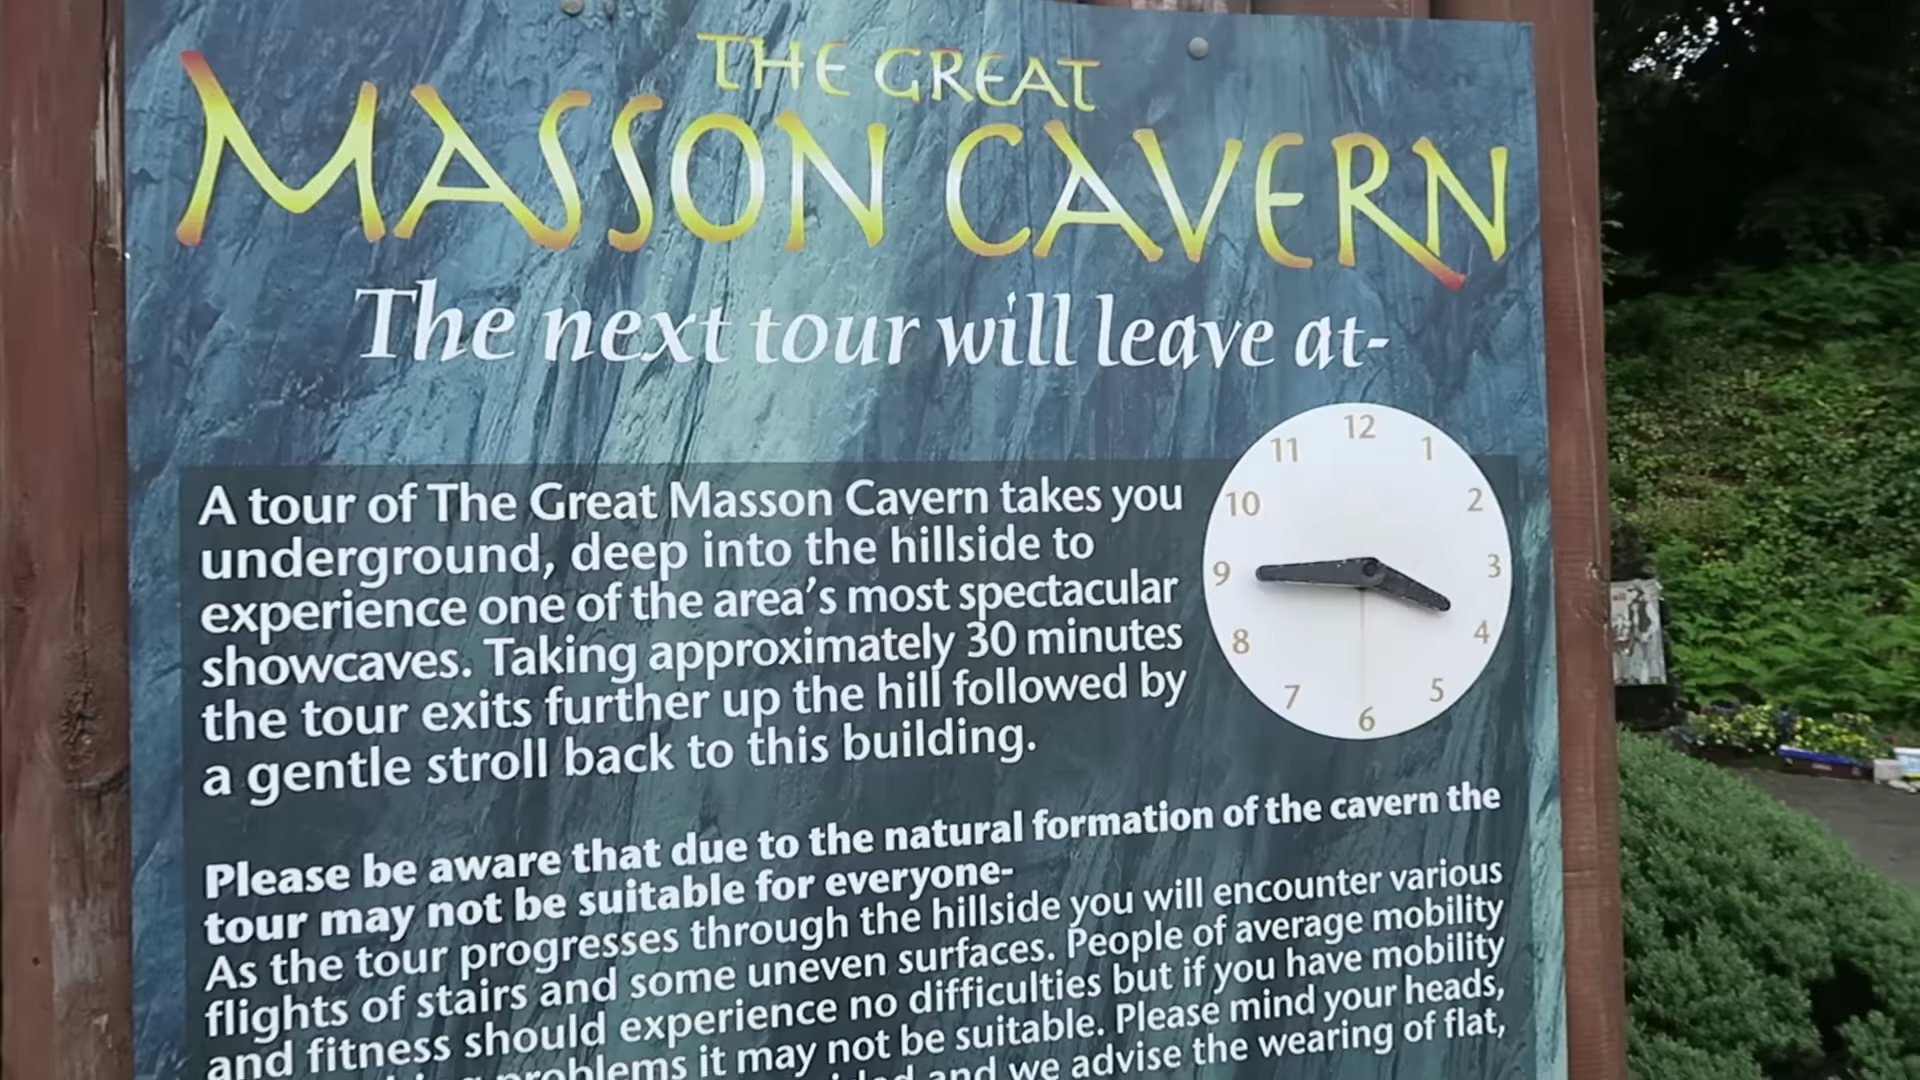 THE GREAT
MASSON CAVERN
The next tour will leave at-
A tour of The Great Masson Cavern takes you
underground, deep into the hillside to
experience one of the area's most spectacular
showcaves. Taking approximately 30 minutes
the tour exits further up the hill followed by
a gentle stroll back to this building.
12
11 1
10 2
9 3
8 4
7 5
6
Please be aware that due to the natural formation of the cavern the
tour may not be suitable for everyone-
As the tour progresses through the hillside you will encounter various
flights of stairs and some uneven surfaces. People of average mobility
and fitness should experience no difficulties but if you have mobility
problems it may not be suitable. Please mind your heads,
and we advise the wearing of flat,